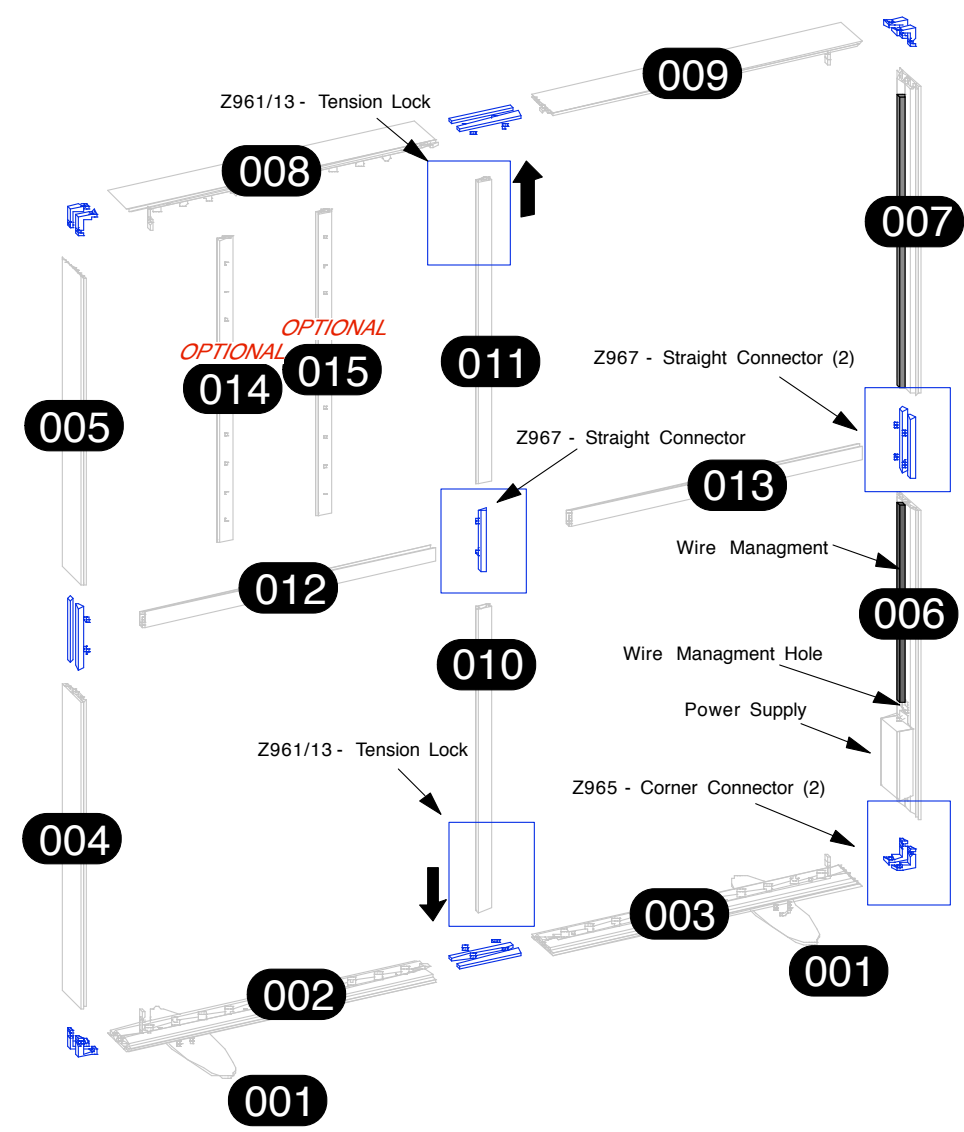 009
Z961/13 - Tension Lock
008
007
OPTIONAL
OPTIONAL
011
Z967 - Straight Connector (2)
015
014
005
Z967 - Straight Connector
013
Wire Managment
012
006
010
Wire Managment Hole
Power Supply
Z961/13 - Tension Lock
Z965 - Corner Connector (2)
004
003
001
002
001